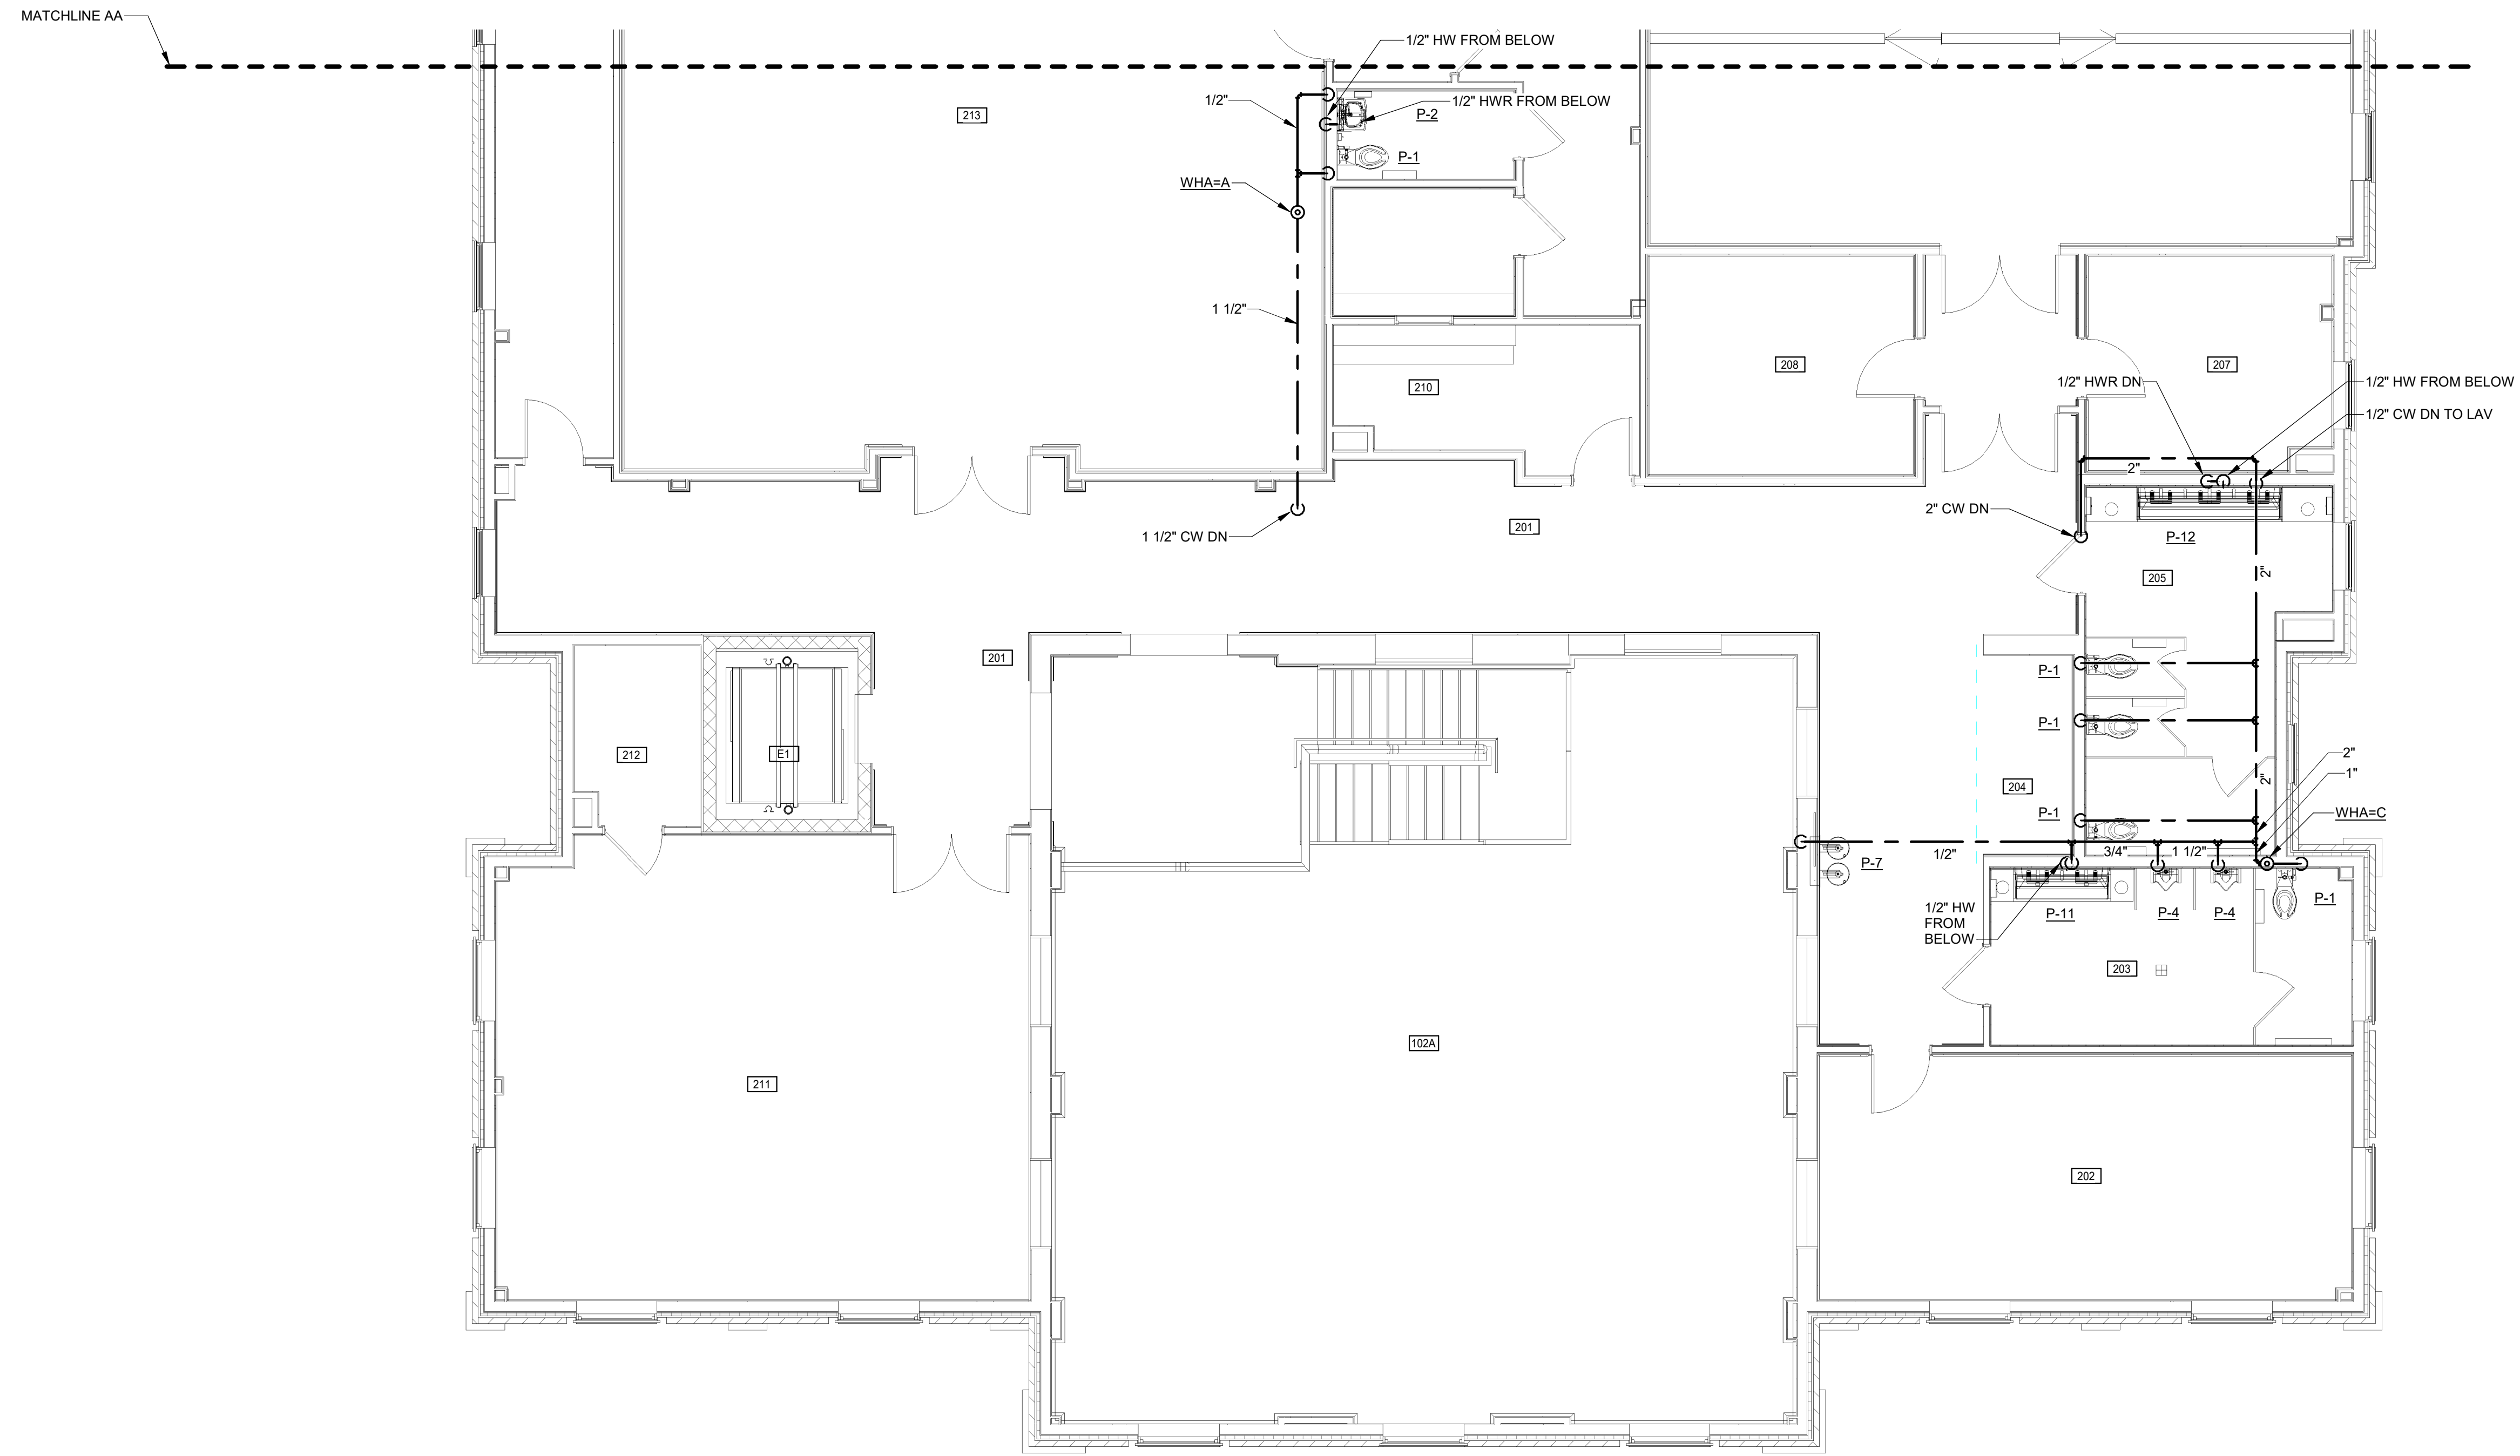 MATCHLINE AA
1/2" HW FROM BELOW
1/2"
213
1/2" HWR FROM BELOW
P-2
P-1
WHA=A
1 1/2"
208
207
210
1/2" HWR DN
1/2" HW FROM BELOW
1/2" CW DN TO LAV
2"
2" CW DN
1 1/2" CW DN
201
P-12
205
2"
201
P-1
P-1
212
E1
2"
2"
1"
204
WHA=C
P-1
1/2"
3/4"
1 1/2"
P-7
P-1
1/2" HW
FROM
BELOW
P-11
P-4
P-4
203
102A
211
202